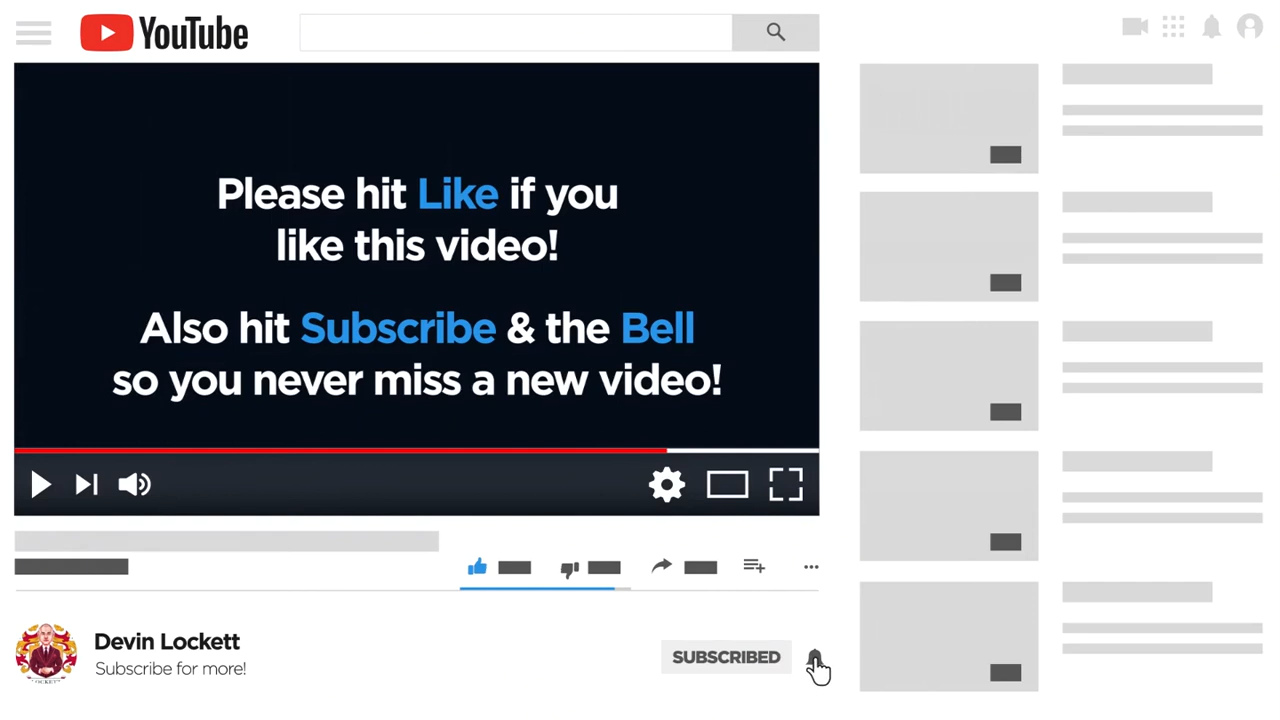 YouTube
Please hit Like if you
like this video!
Also hit Subscribe & the Bell
so you never miss a new video!
Devin Lockett
Subscribe for more!
SUBSCRIBED
LOCKETT